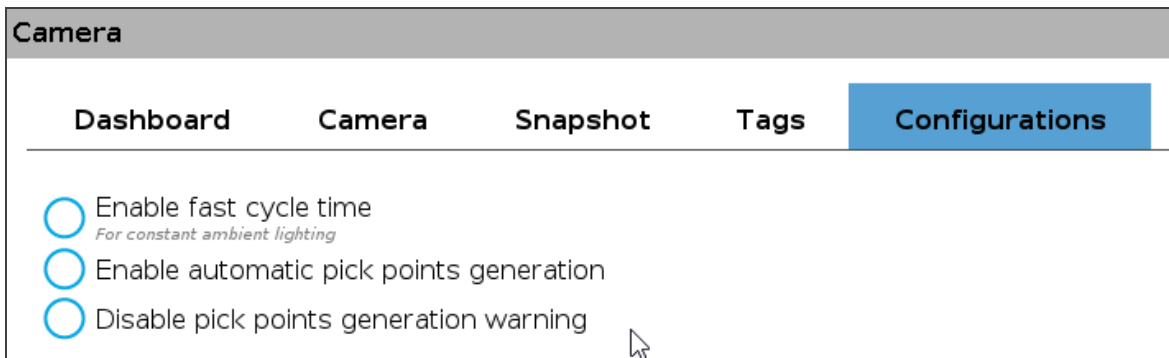 Camera
Dashboard Camera Snapshot Tags Configurations
Enable fast cycle time
For constant ambient lighting
Enable automatic pick points generation
Disable pick points generation warning